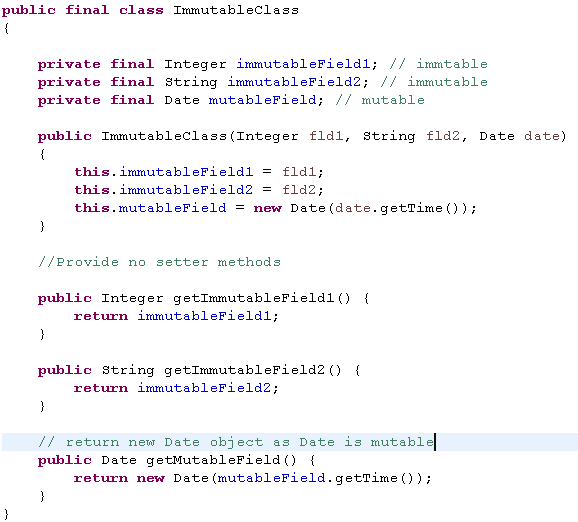 public final class ImmutableClass
{
private final Integer immutableField1; // immtable
private final String immutableField2; // immutable
private final Date mutableField; // mutable
public ImmutableClass(Integer fld1, String fld2, Date date)
{
this.immutableField1 = fld1;
this.immutableField2 = fld2;
this.mutableField = new Date(date.getTime());
}
//Provide no setter methods
public Integer getImmutableField1() {
return immutableField1;
}
public String getImmutableField2() {
return immutableField2;
}
// return new Date object as Date is mutable
public Date getMutableField() {
return new Date(mutableField.getTime());
}
}